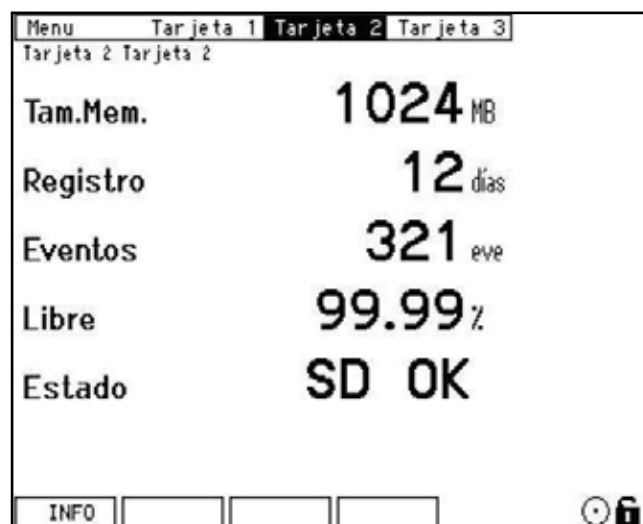 Menu Tarjeta 1 Tarjeta 2 Tarjeta 3
Tarjeta 2 Tarjeta 2
Tam.Mem. 1024 MB
Registro 12 días
Eventos 321 eve
Libre 99.99 %
Estado SD OK
INFO